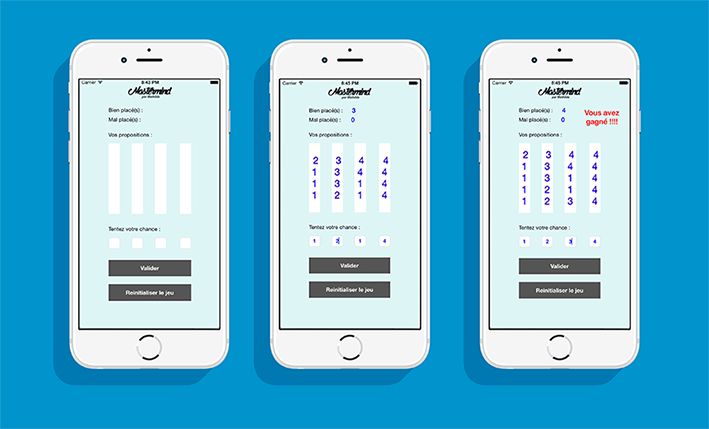 Carrier 8:43 PM
Mastermind
par Mathilde
Bien placé(s) :
Mal placé(s) :
Vos propositions :
Tentez votre chance :
Valider
Reinitialiser le jeu
Carrier 8:45 PM
Mastermind
par Mathilde
Bien placé(s) : 3
Mal placé(s) : 0
Vos propositions :
2 3 4 4
1 3 4 4
1 3 4 4
1 2 1 4
Tentez votre chance :
1 2 1 4
Valider
Reinitialiser le jeu
Carrier 8:45 PM
Mastermind
par Mathilde
Bien placé(s) : 4
Mal placé(s) : 0
Vous avez
gagné !!!!
Vos propositions :
2 3 4 4
1 3 4 4
1 3 4 4
1 2 1 4
1 2 3 4
Tentez votre chance :
1 2 3 4
Valider
Reinitialiser le jeu